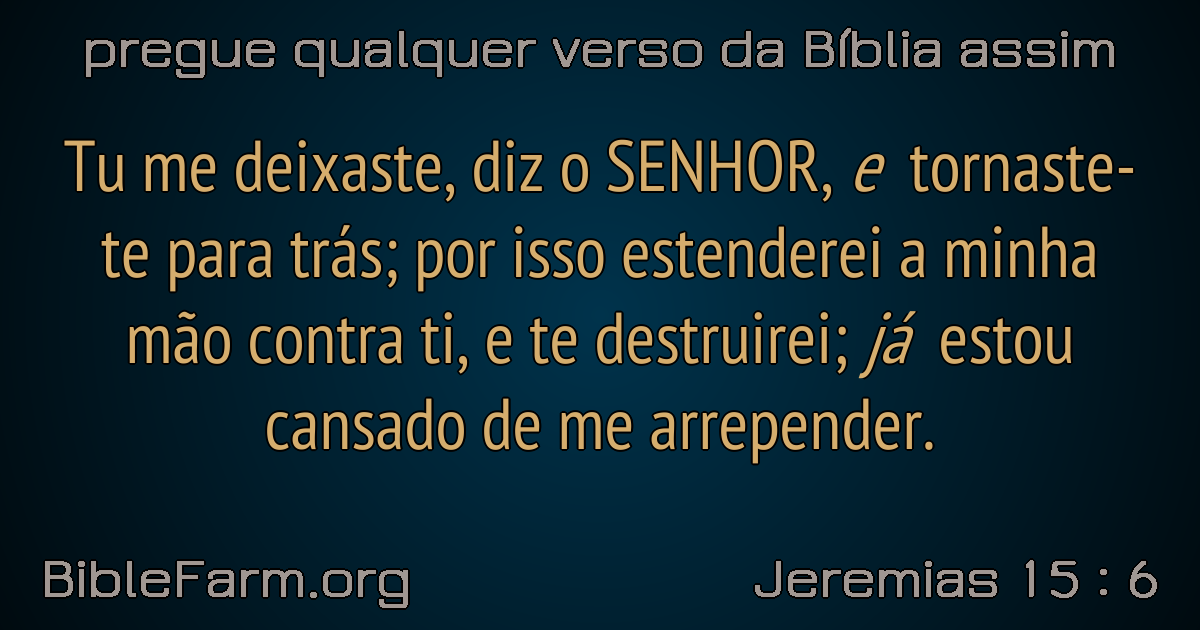 pregue qualquer verso da Bíblia assim
Tu me deixaste, diz o SENHOR, e tornaste-
te para trás; por isso estenderei a minha
mão contra ti, e te destruirei; já estou
cansado de me arrepender.
BibleFarm.org
Jeremias 15 : 6